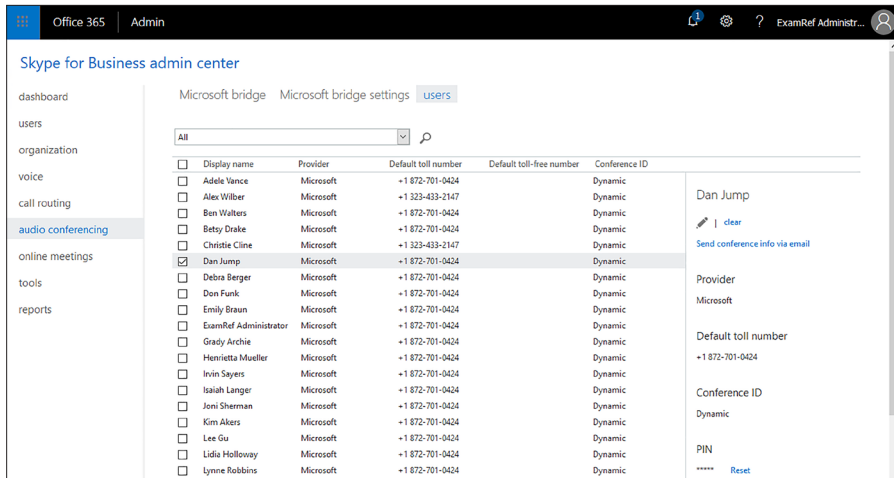 Office 365 Admin 1 ? ExamRef Administr...
Skype for Business admin center
dashboard
users
organization
voice
call routing
audio conferencing
online meetings
tools
reports
Microsoft bridge Microsoft bridge settings users
All
Display name Provider Default toll number Default toll-free number Conference ID
Adele Vance Microsoft +1 872-701-0424 Dynamic
Alex Wilber Microsoft +1 323-433-2147 Dynamic
Ben Walters Microsoft +1 872-701-0424 Dynamic
Betsy Drake Microsoft +1 872-701-0424 Dynamic
Christie Cline Microsoft +1 323-433-2147 Dynamic
Dan Jump Microsoft +1 872-701-0424 Dynamic
Debra Berger Microsoft +1 872-701-0424 Dynamic
Don Funk Microsoft +1 872-701-0424 Dynamic
Emily Braun Microsoft +1 872-701-0424 Dynamic
ExamRef Administrator Microsoft +1 872-701-0424 Dynamic
Grady Archie Microsoft +1 872-701-0424 Dynamic
Henrietta Mueller Microsoft +1 872-701-0424 Dynamic
Irvin Sayers Microsoft +1 872-701-0424 Dynamic
Isaiah Langer Microsoft +1 872-701-0424 Dynamic
Joni Sherman Microsoft +1 872-701-0424 Dynamic
Kim Akers Microsoft +1 872-701-0424 Dynamic
Lee Gu Microsoft +1 872-701-0424 Dynamic
Lidia Holloway Microsoft +1 872-701-0424 Dynamic
Lynne Robbins Microsoft +1 872-701-0424 Dynamic
Dan Jump
| clear
Send conference info via email
Provider
Microsoft
Default toll number
+1 872-701-0424
Conference ID
Dynamic
PIN
***** Reset